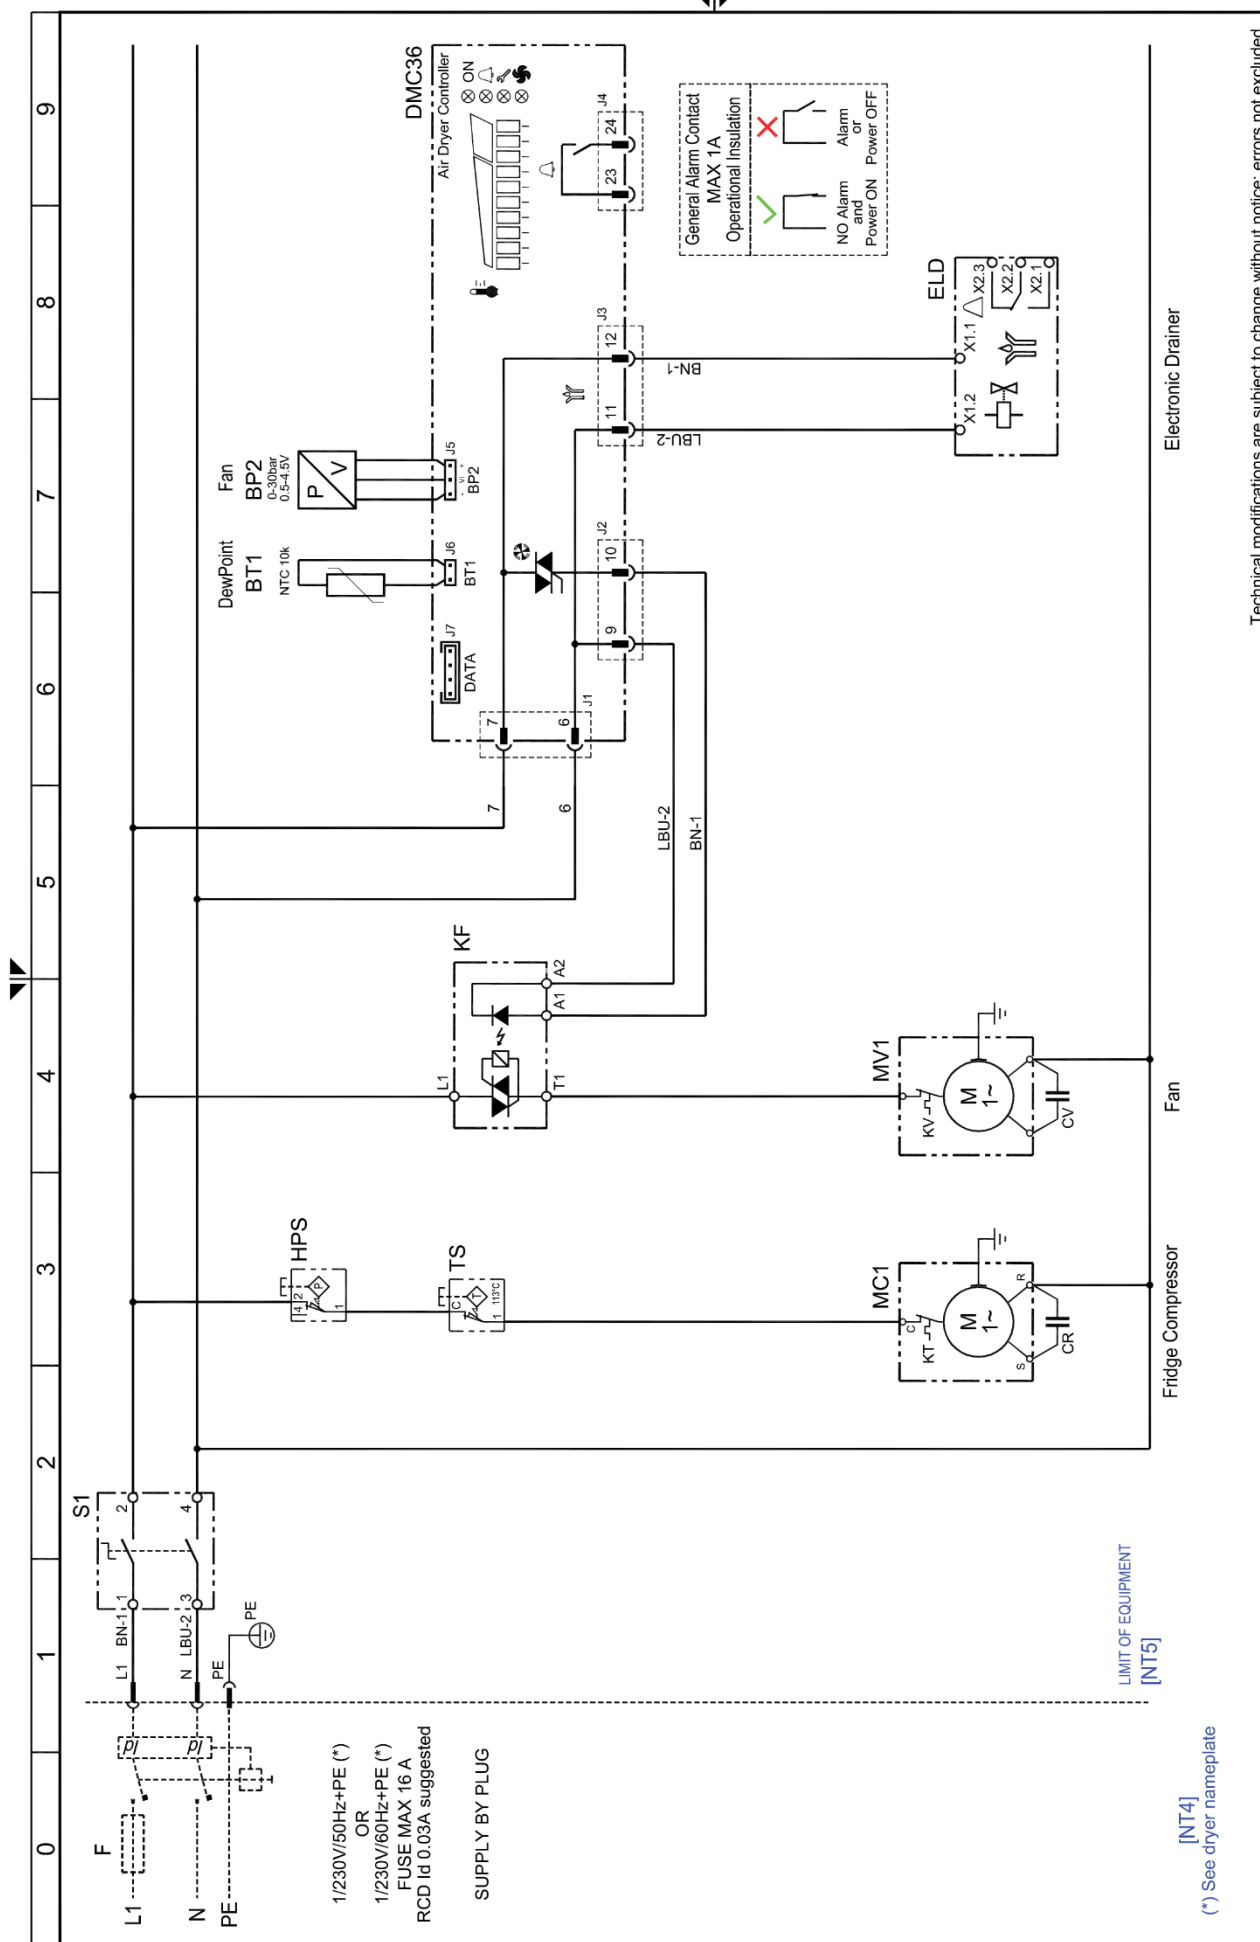 0 1 2 3 4 5 6 7 8 9
F
L1
N
PE
Id
Id
1/230V/50Hz+PE (*)
OR
1/230V/60Hz+PE (*)
FUSE MAX 16 A
RCD Id 0.03A suggested
SUPPLY BY PLUG
[NT4]
(*) See dryer nameplate
LIMIT OF EQUIPMENT
[NT5]
L1 BN-1 1
N LBU-2 3
PE
PE
S1
2
4
HPS
4 2
P
1
TS
C
T
1 113°C
MC1
C
KT
M
1~
S
R
CR
Fridge Compressor
KF
L1
T1
A1
A2
MV1
KV
M
1~
CV
Fan
LBU-2
BN-1
7
6
7
6
J1
DATA
J7
DewPoint
BT1
NTC 10k
J6
BT1
Fan
BP2
0-30bar
0.5-4.5V
P
V
J5
- Vi +
BP2
9 10
J2
11 12
J3
LBU-2
BN-1
DMC36
Air Dryer Controller
ON
23 24
J4
General Alarm Contact
MAX 1A
Operational Insulation
NO Alarm
and
Power ON
Alarm
or
Power OFF
ELD
X1.2
X1.1
X2.3
X2.2
X2.1
Electronic Drainer
Technical modifications are subject to change without notice; errors not excluded